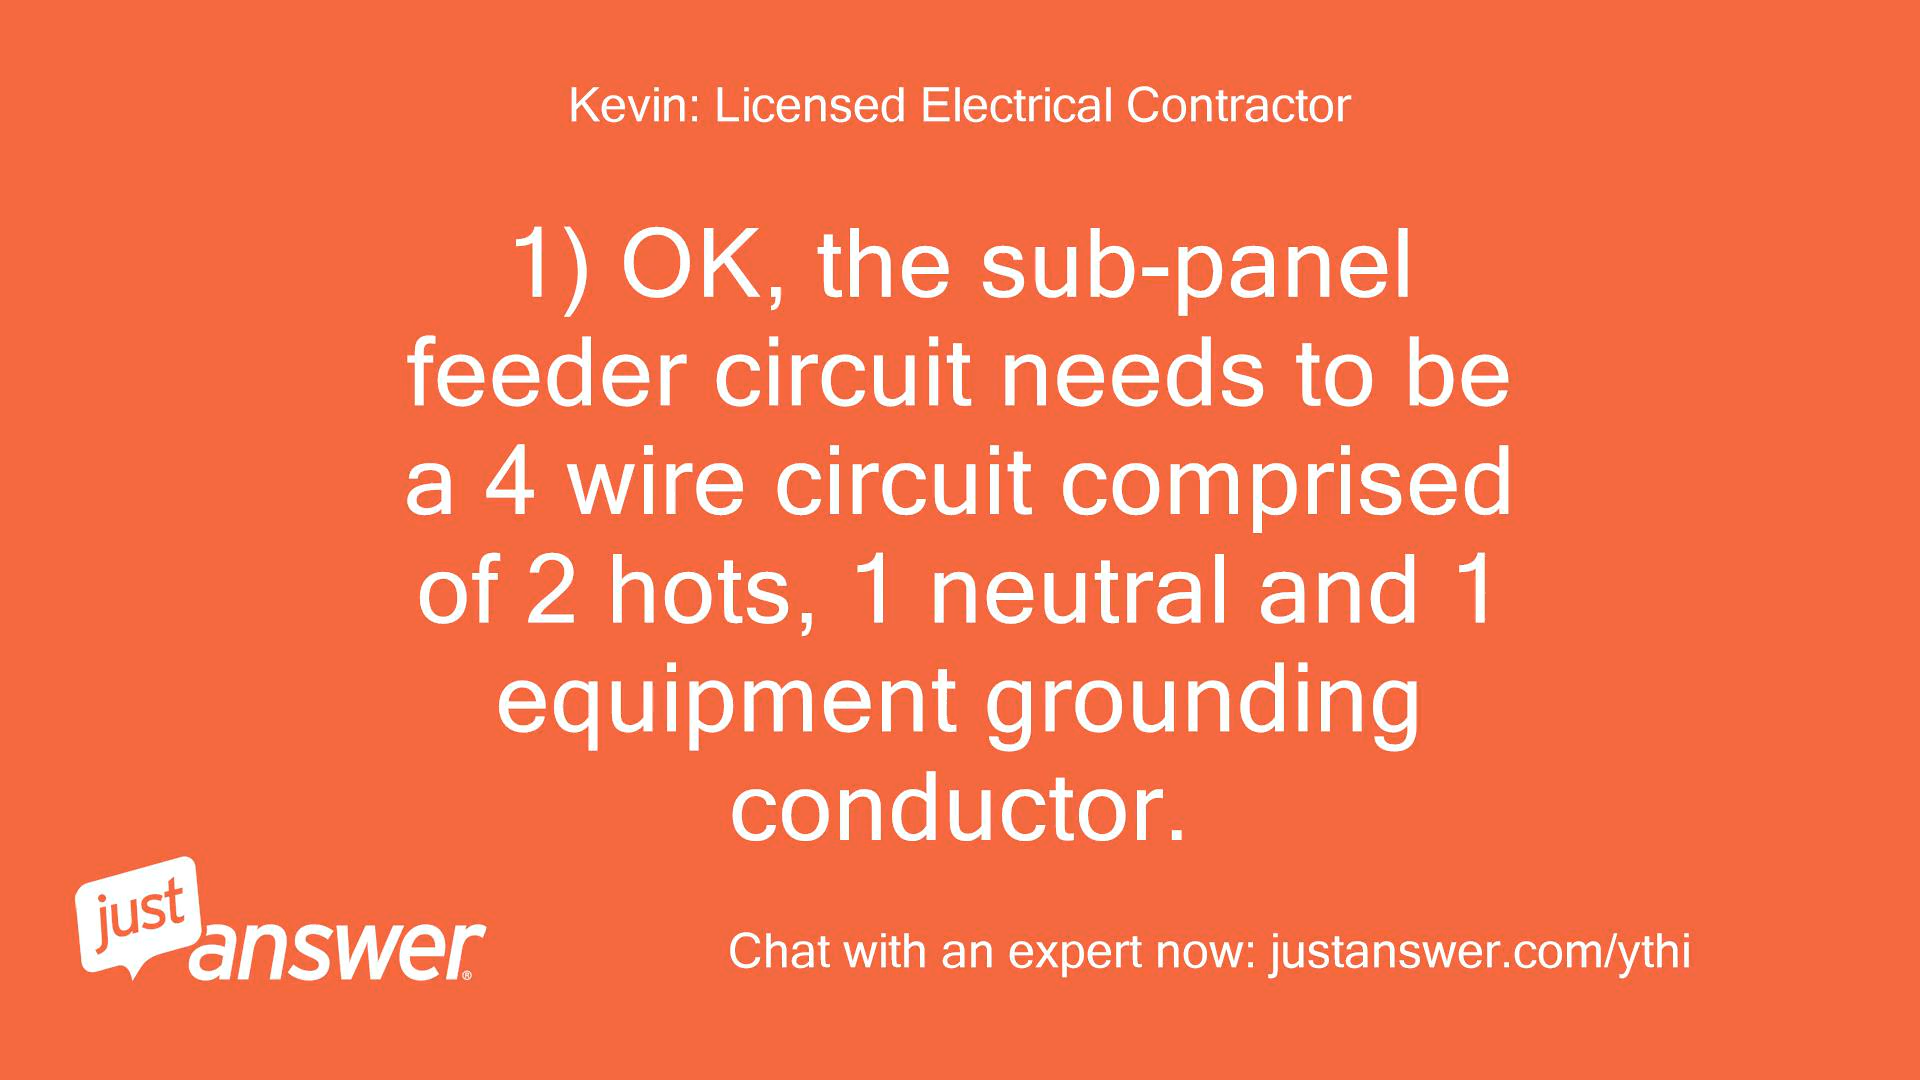 Kevin: Licensed Electrical Contractor
1) OK, the sub-panel
feeder circuit needs to be
a 4 wire circuit comprised
of 2 hots, 1 neutral and 1
equipment grounding
conductor.
just
answer®
Chat with an expert now: justanswer.com/ythi